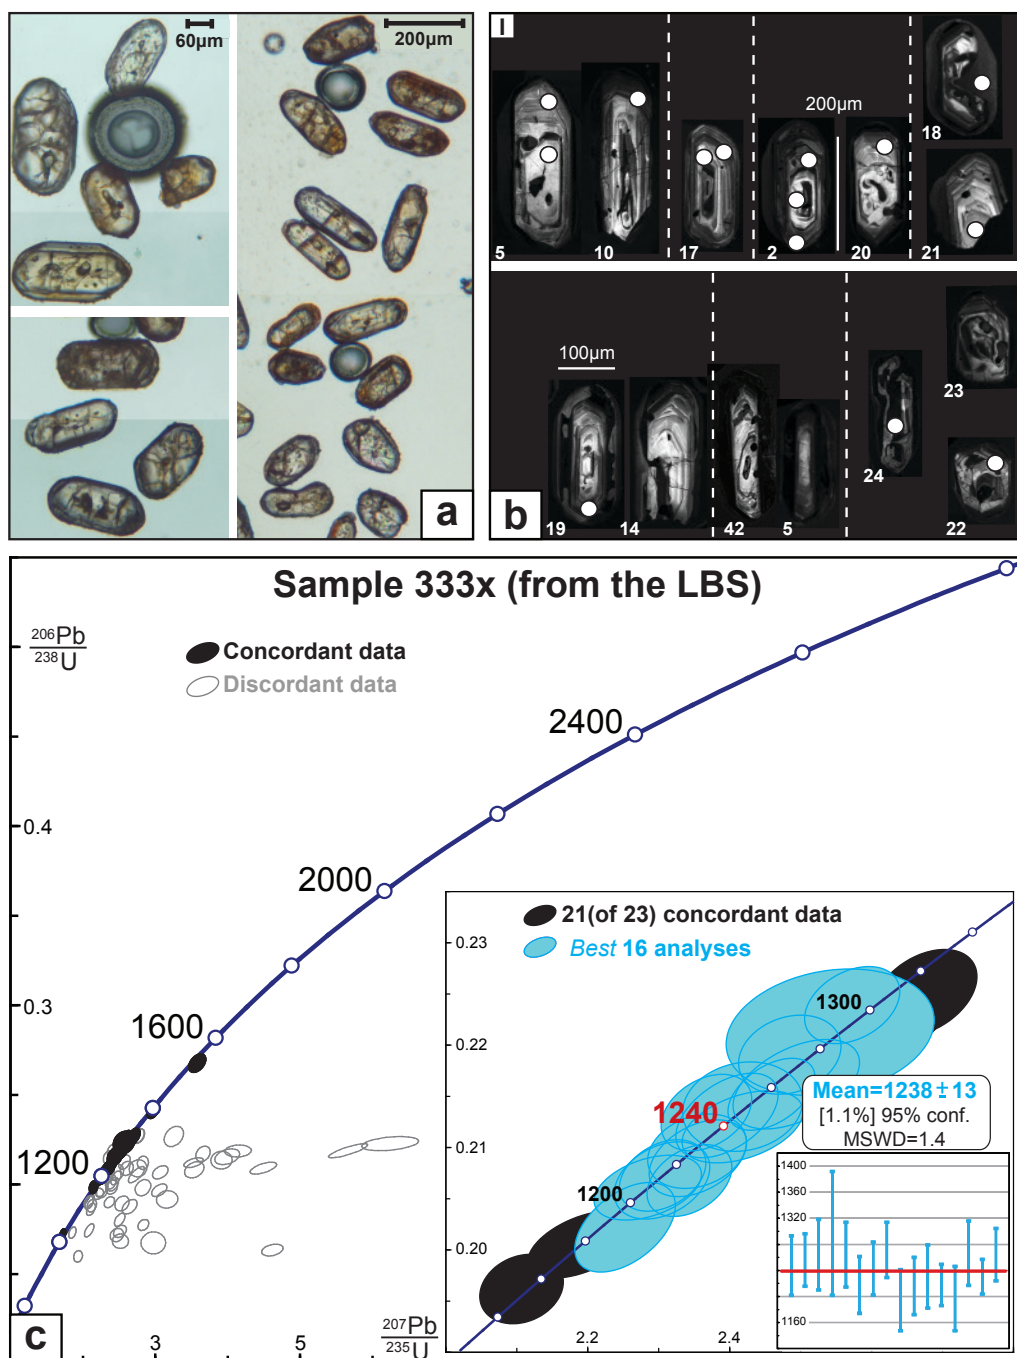 60µm
200µm
a
I
5
10
17
2
20
200µm
18
21
100µm
19
14
42
5
24
23
22
b
Sample 333x (from the LBS)
206Pb
238U
Concordant data
Discordant data
2400
2000
1600
1200
0.4
0.3
3
5
207Pb
235U
c
21(of 23) concordant data
Best 16 analyses
0.23
0.22
0.21
0.20
1300
1240
1200
2.2
2.4
Mean=1238±13
[1.1%] 95% conf.
MSWD=1.4
1400
1360
1320
1160